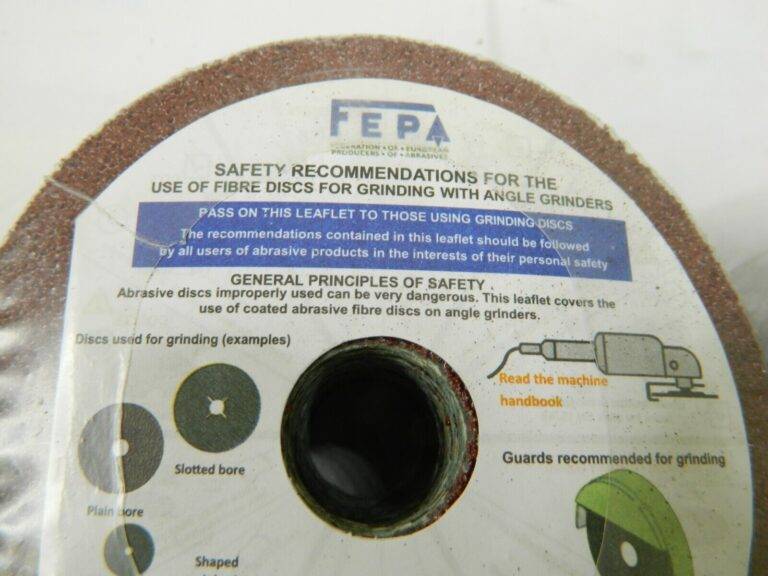 FEPA
FEDERATION • OF • EUROPEAN
PRODUCERS • OF • ABRASIVES
SAFETY RECOMMENDATIONS FOR THE
USE OF FIBRE DISCS FOR GRINDING WITH ANGLE GRINDERS
PASS ON THIS LEAFLET TO THOSE USING GRINDING DISCS
The recommendations contained in this leaflet should be followed
by all users of abrasive products in the interests of their personal safety
GENERAL PRINCIPLES OF SAFETY
Abrasive discs improperly used can be very dangerous. This leaflet covers the
use of coated abrasive fibre discs on angle grinders.
Discs used for grinding (examples)
Read the machine
handbook
Slotted bore
Guards recommended for grinding
Plain bore
Shaped